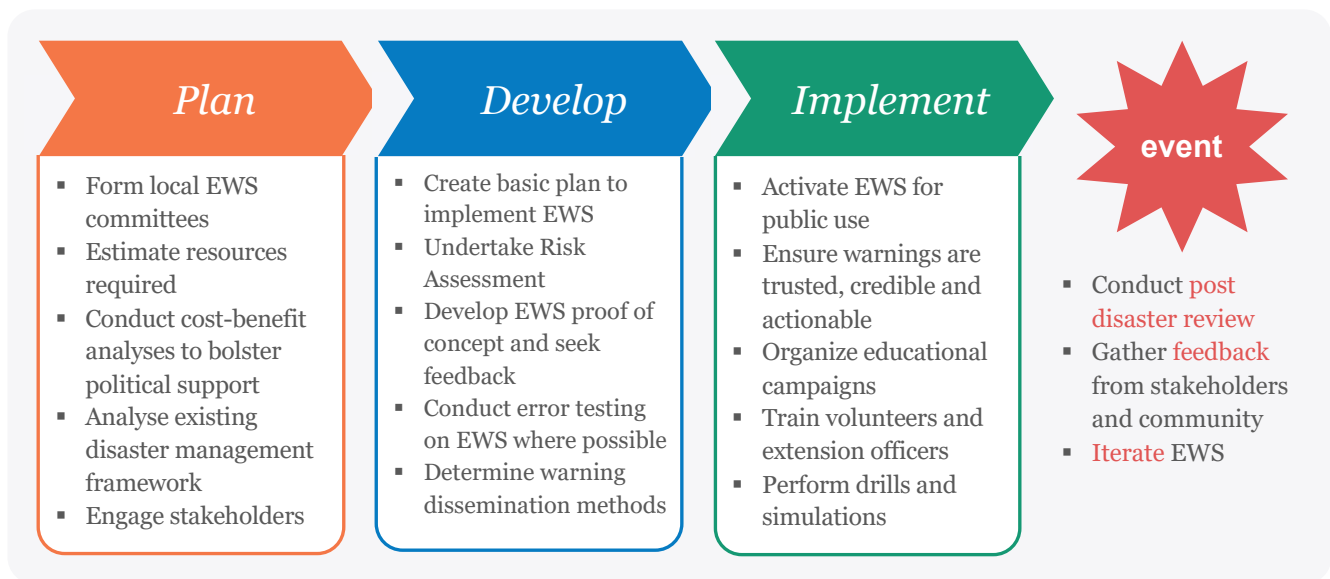 Plan
▪ Form local EWS
committees
▪ Estimate resources
required
▪ Conduct cost-benefit
analyses to bolster
political support
▪ Analyse existing
disaster management
framework
▪ Engage stakeholders
Develop
▪ Create basic plan to
implement EWS
▪ Undertake Risk
Assessment
▪ Develop EWS proof of
concept and seek
feedback
▪ Conduct error testing
on EWS where possible
▪ Determine warning
dissemination methods
Implement
▪ Activate EWS for
public use
▪ Ensure warnings are
trusted, credible and
actionable
▪ Organize educational
campaigns
▪ Train volunteers and
extension officers
▪ Perform drills and
simulations
event
▪ Conduct post
disaster review
▪ Gather feedback
from stakeholders
and community
▪ Iterate EWS